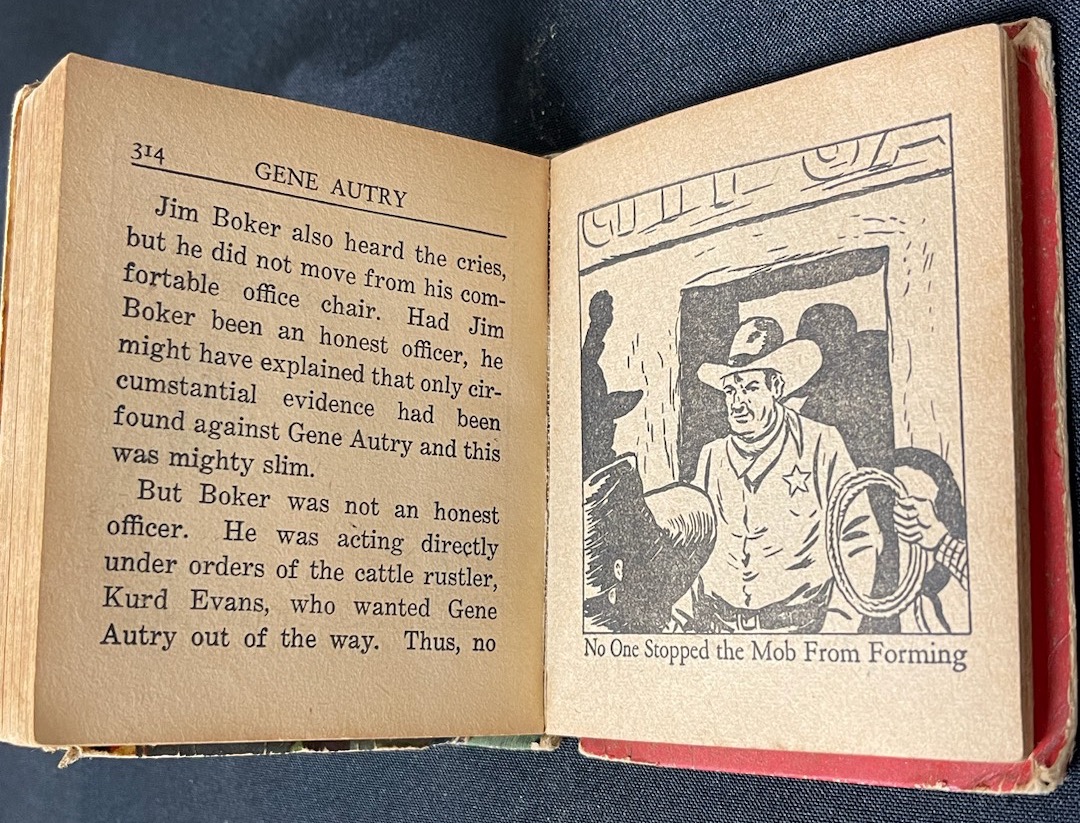 314
GENE AUTRY
Jim Boker also heard the cries,
but he did not move from his com-
fortable office chair. Had Jim
Boker been an honest officer, he
might have explained that only cir-
cumstantial evidence had been
found against Gene Autry and this
was mighty slim.
But Boker was not an honest
officer. He was acting directly
under orders of the cattle rustler,
Kurd Evans, who wanted Gene
Autry out of the way. Thus, no
No One Stopped the Mob From Forming